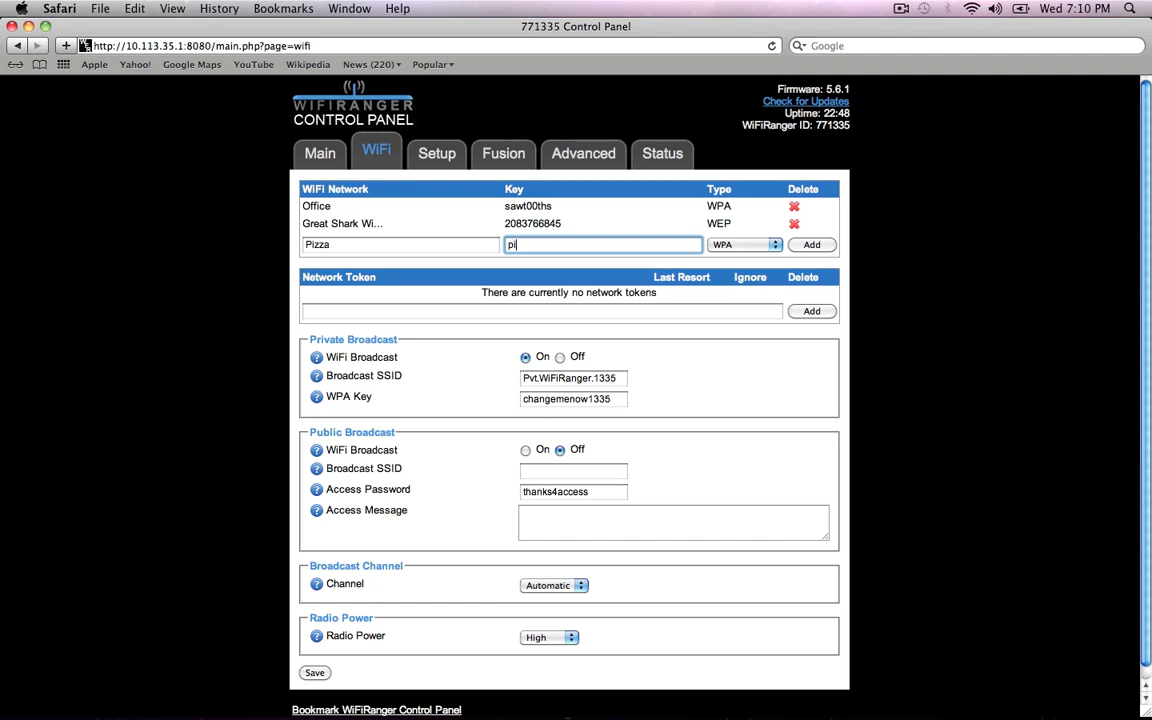 Safari File Edit View History Bookmarks Window Help Wed 7:10 PM
771335 Control Panel
http://10.113.35.1:8080/main.php?page=wifi Google
Apple Yahoo! Google Maps YouTube Wikipedia News (220) Popular
WIFIRANGER
CONTROL PANEL
Firmware: 5.6.1
Check for Updates
Uptime: 22:48
WiFiRanger ID: 771335
Main WiFi Setup Fusion Advanced Status
WiFi Network Key Type Delete
Office sawt00ths WPA
Great Shark Wi... 2083766845 WEP
Pizza pi WPA Add
Network Token Last Resort Ignore Delete
There are currently no network tokens
Add
Private Broadcast
? WiFi Broadcast On Off
? Broadcast SSID Pvt.WiFiRanger.1335
? WPA Key changemenow1335
Public Broadcast
? WiFi Broadcast On Off
? Broadcast SSID
? Access Password thanks4access
? Access Message
Broadcast Channel
? Channel Automatic
Radio Power
? Radio Power High
Save
Bookmark WiFiRanger Control Panel